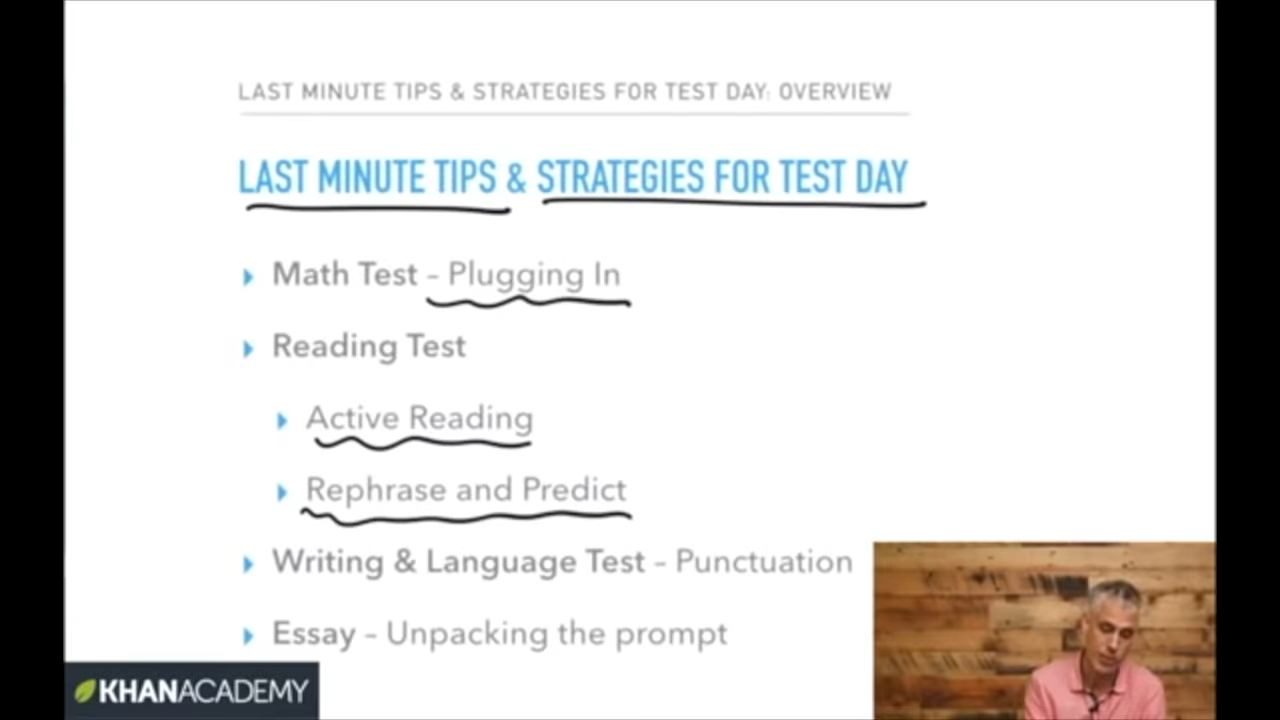 LAST MINUTE TIPS & STRATEGIES FOR TEST DAY: OVERVIEW
LAST MINUTE TIPS & STRATEGIES FOR TEST DAY
Math Test – Plugging In
Reading Test
Active Reading
Rephrase and Predict
Writing & Language Test – Punctuation
Essay – Unpacking the prompt
KHANACADEMY